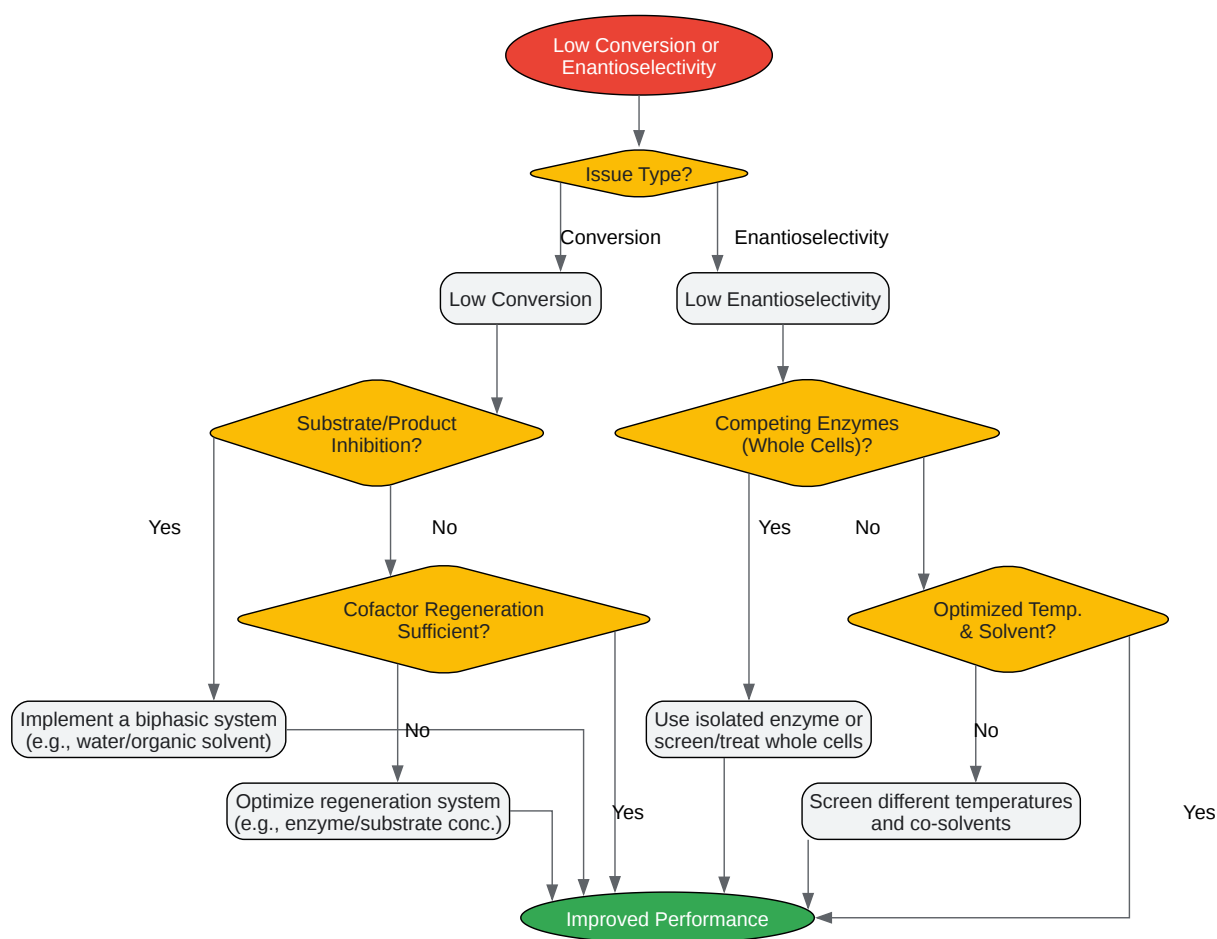 Low Conversion or
Enantioselectivity
Issue Type?
Conversion
Enantioselectivity
Low Conversion
Low Enantioselectivity
Substrate/Product
Inhibition?
Competing Enzymes
(Whole Cells)?
Yes
No
Yes
No
Cofactor Regeneration
Sufficient?
Optimized Temp.
& Solvent?
Implement a biphasic system
(e.g., water/organic solvent)
No
Use isolated enzyme or
screen/treat whole cells
No
Optimize regeneration system
(e.g., enzyme/substrate conc.)
Yes
Screen different temperatures
and co-solvents
Yes
Improved Performance